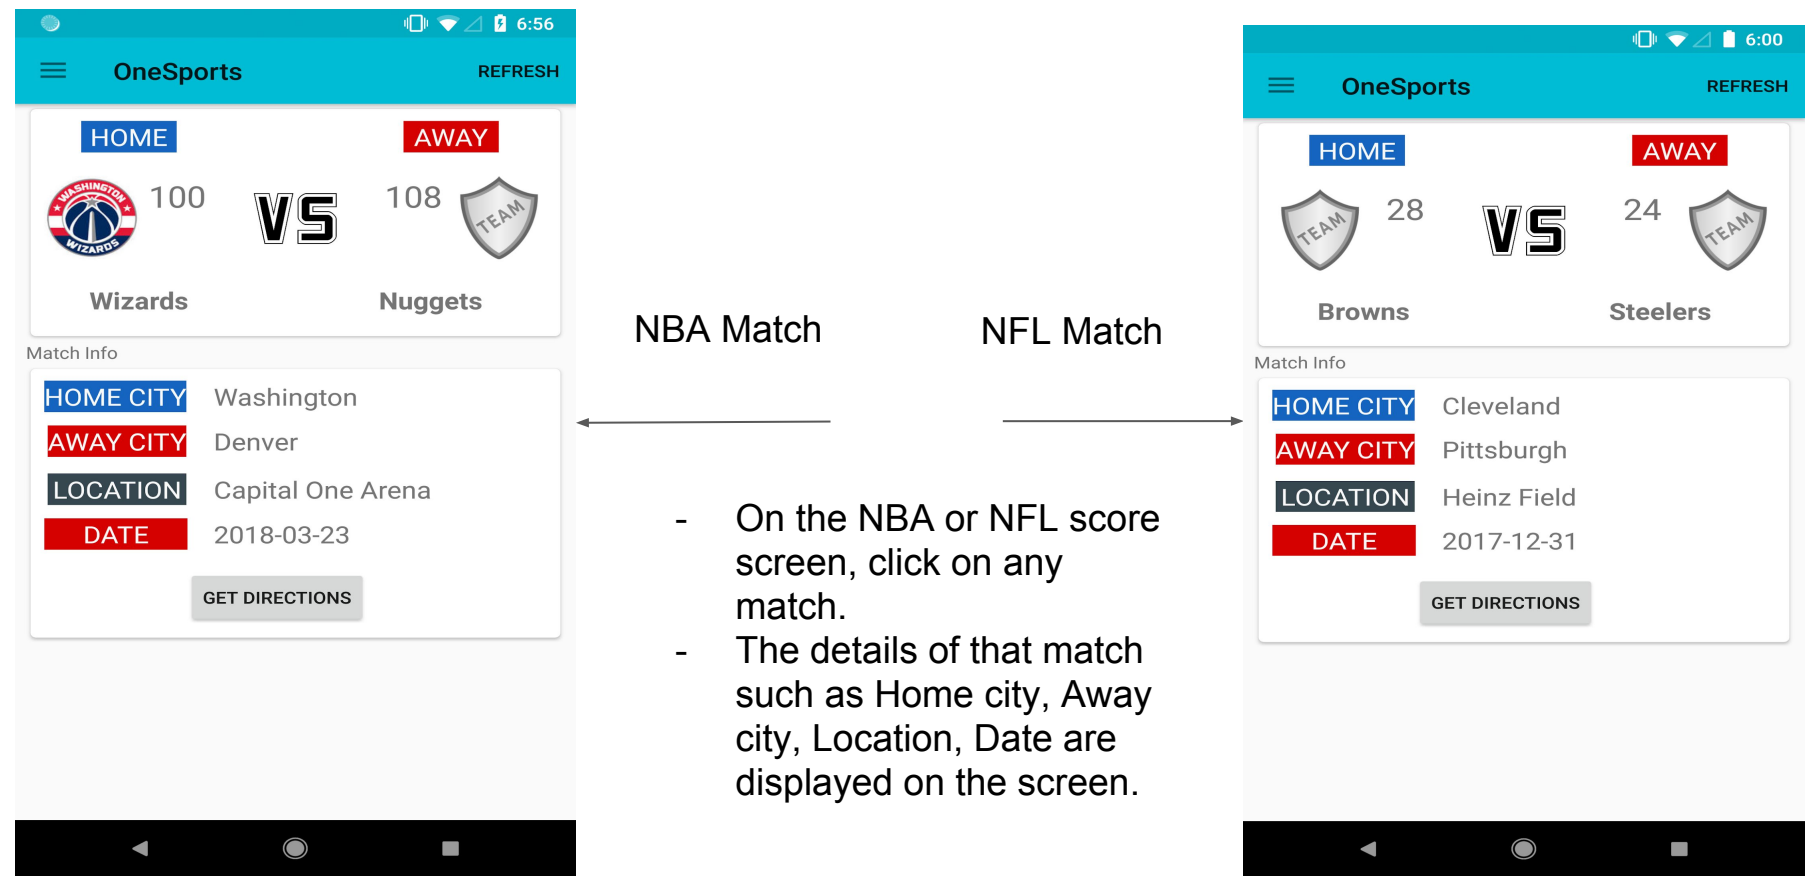 6:56
OneSports
REFRESH
HOME
AWAY
WASHINGTON
WIZARDS
100
VS
108
TEAM
Wizards
Nuggets
Match Info
HOME CITY Washington
AWAY CITY Denver
LOCATION Capital One Arena
DATE 2018-03-23
GET DIRECTIONS
NBA Match
NFL Match
- On the NBA or NFL score
screen, click on any
match.
- The details of that match
such as Home city, Away
city, Location, Date are
displayed on the screen.
6:00
OneSports
REFRESH
HOME
AWAY
TEAM
28
VS
24
TEAM
Browns
Steelers
Match Info
HOME CITY Cleveland
AWAY CITY Pittsburgh
LOCATION Heinz Field
DATE 2017-12-31
GET DIRECTIONS